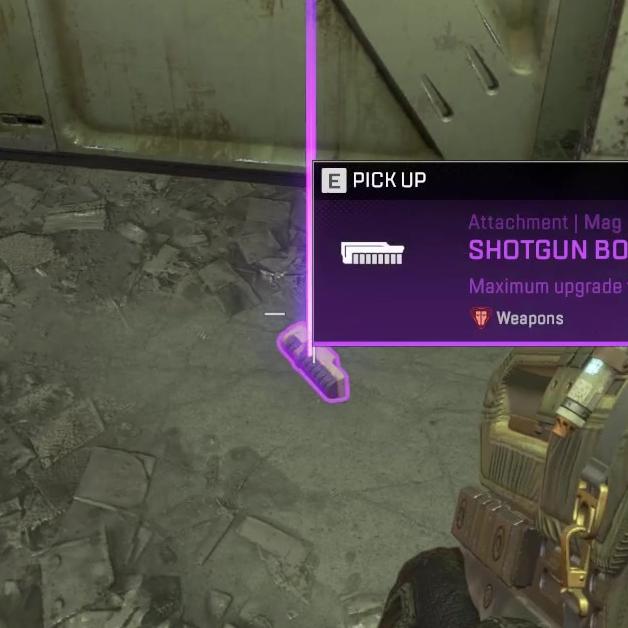 E PICK UP
Attachment | Mag
SHOTGUN BO
Maximum upgrade
Weapons